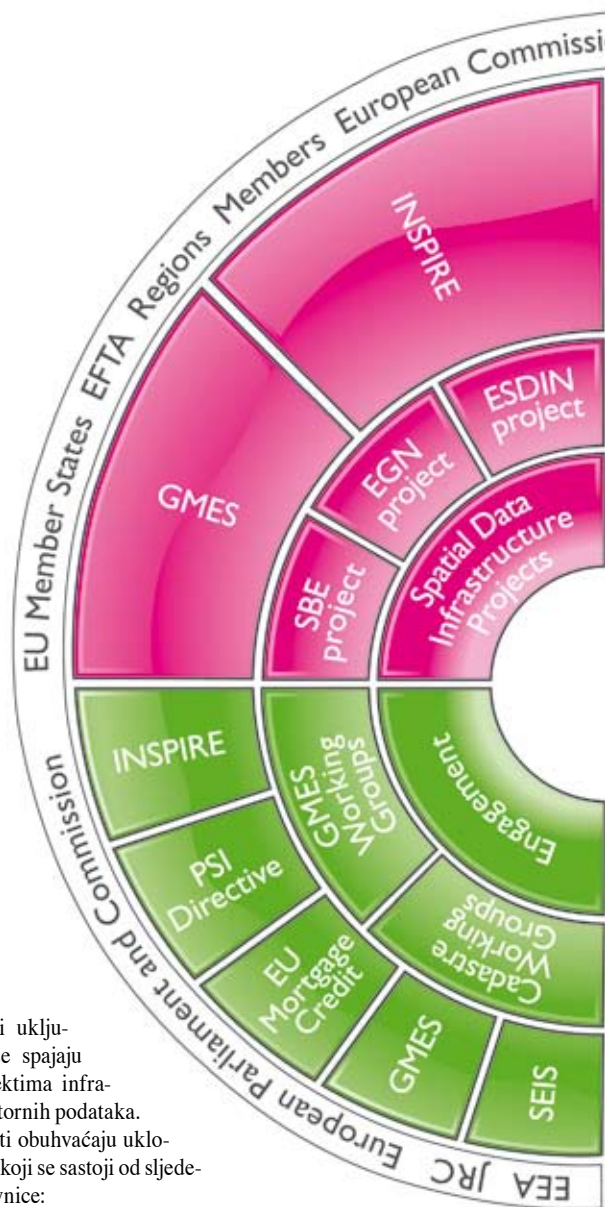 EU Member States EFTA Regions Members European Commissi
INSPIRE
GMES
ESDIN
project
EGN
project
SBE
project
Spatial Data
Infrastructure
Projects
Engagement
GMES
Working
Groups
Cadastre
Working
Groups
INSPIRE
PSI
Directive
EU
Mortgage
Credit
GMES
SEIS
EEA JRC European Parliament and Commission
i uklju-
e spajaju
ektima infra-
tornih podataka.
ti obuhvaćaju uklo-
koji se sastoji od sljede-
vnice: